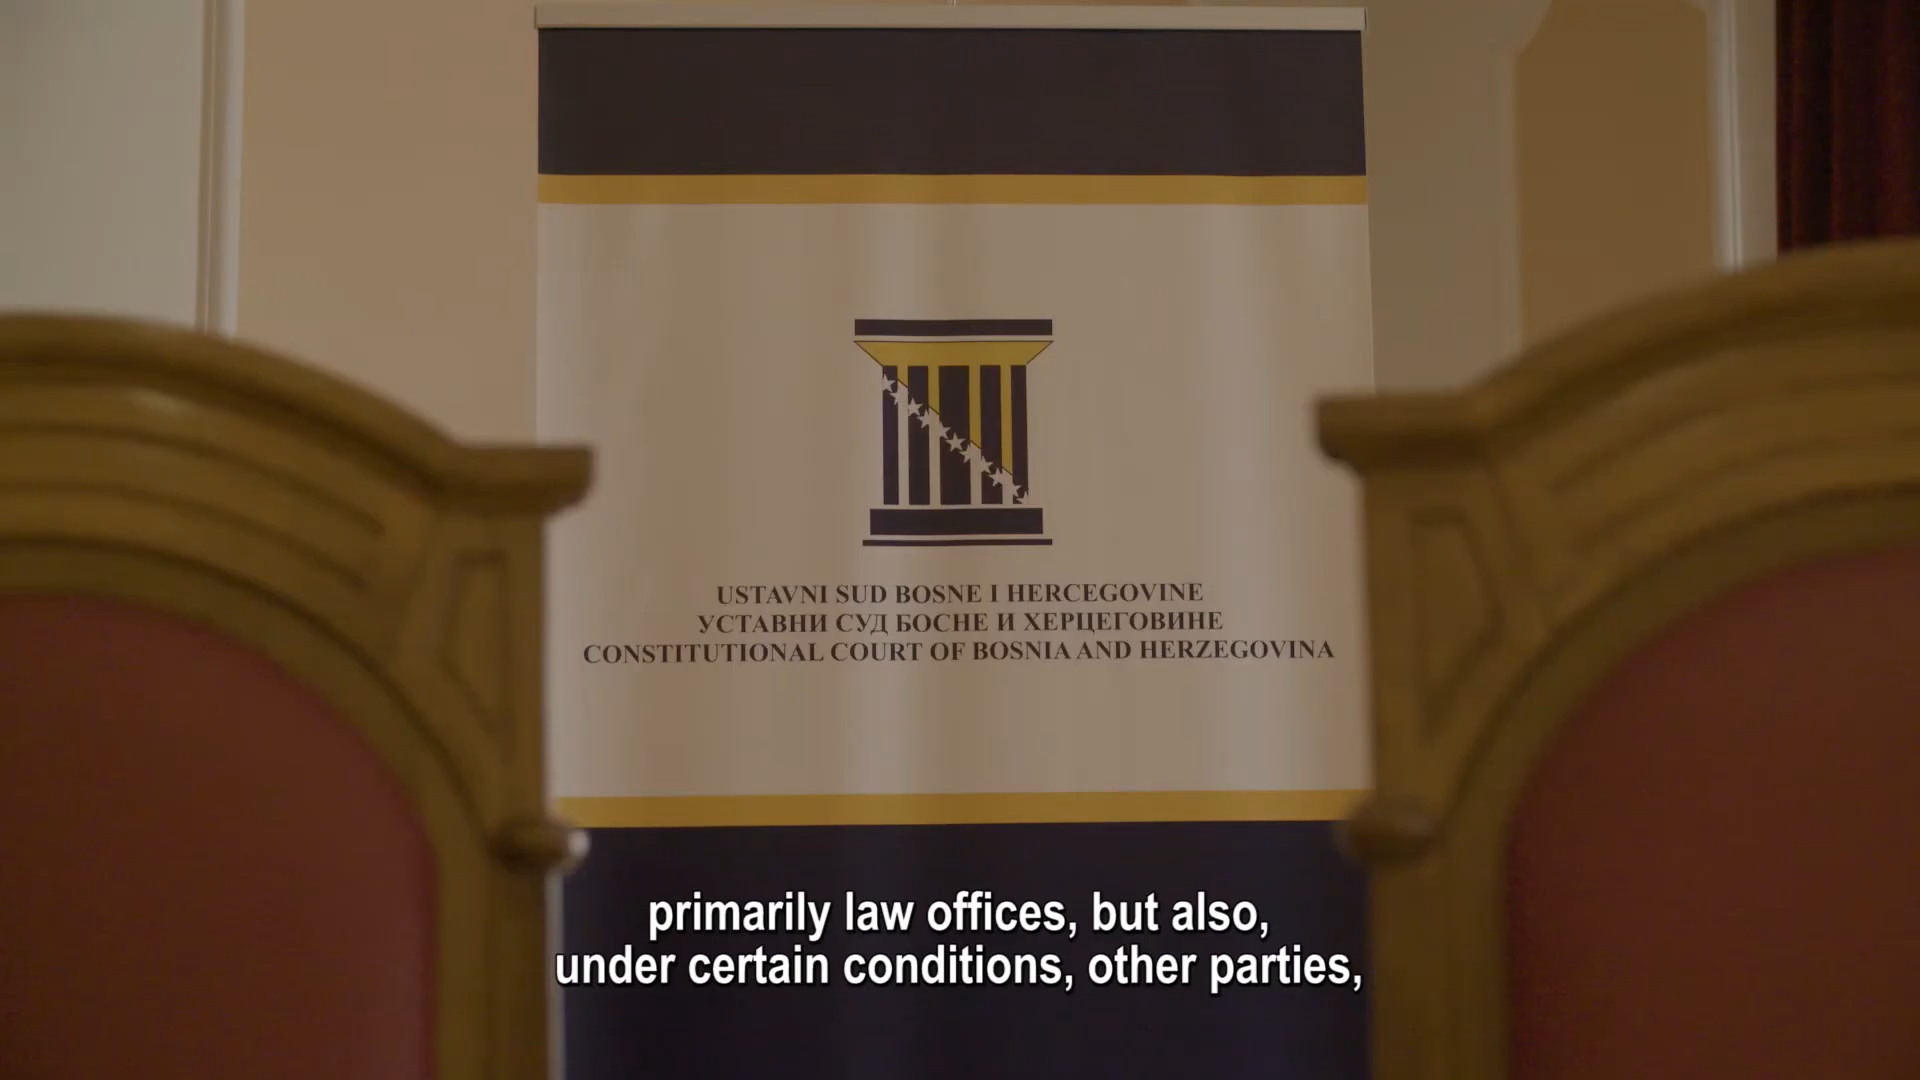 USTAVNI SUD BOSNE I HERCEGOVINE
УСТАВНИ СУД БОСНЕ И ХЕРЦЕГОВИНЕ
CONSTITUTIONAL COURT OF BOSNIA AND HERZEGOVINA
primarily law offices, but also,
under certain conditions, other parties,